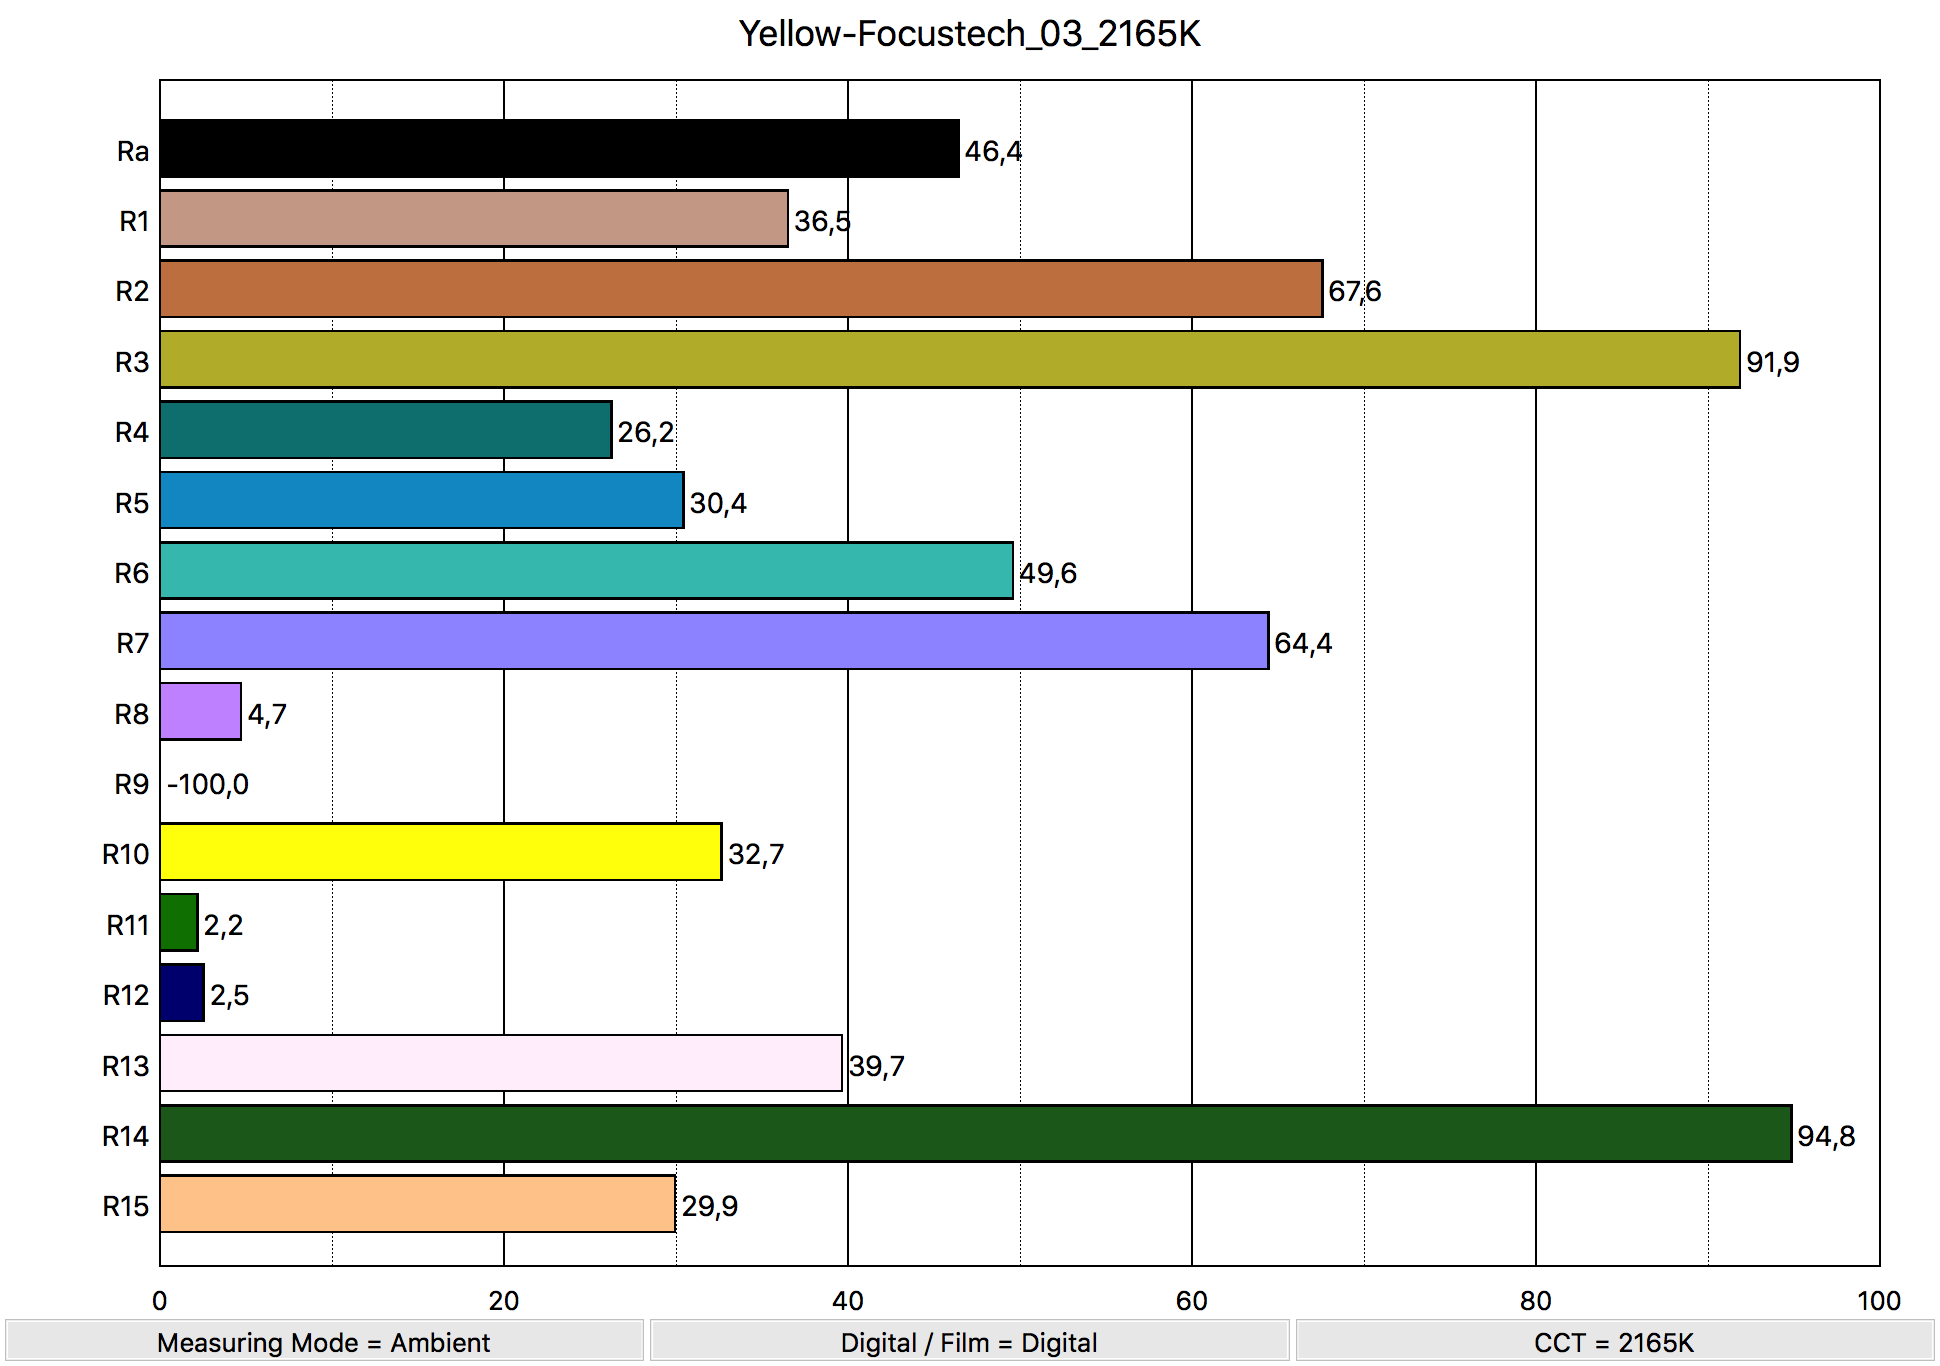 Yellow-Focustech_03_2165K
Ra 46,4
R1 36,5
R2 67,6
R3 91,9
R4 26,2
R5 30,4
R6 49,6
R7 64,4
R8 4,7
R9 -100,0
R10 32,7
R11 2,2
R12 2,5
R13 39,7
R14 94,8
R15 29,9
0 20 40 60 80 100
Measuring Mode = Ambient Digital / Film = Digital CCT = 2165K